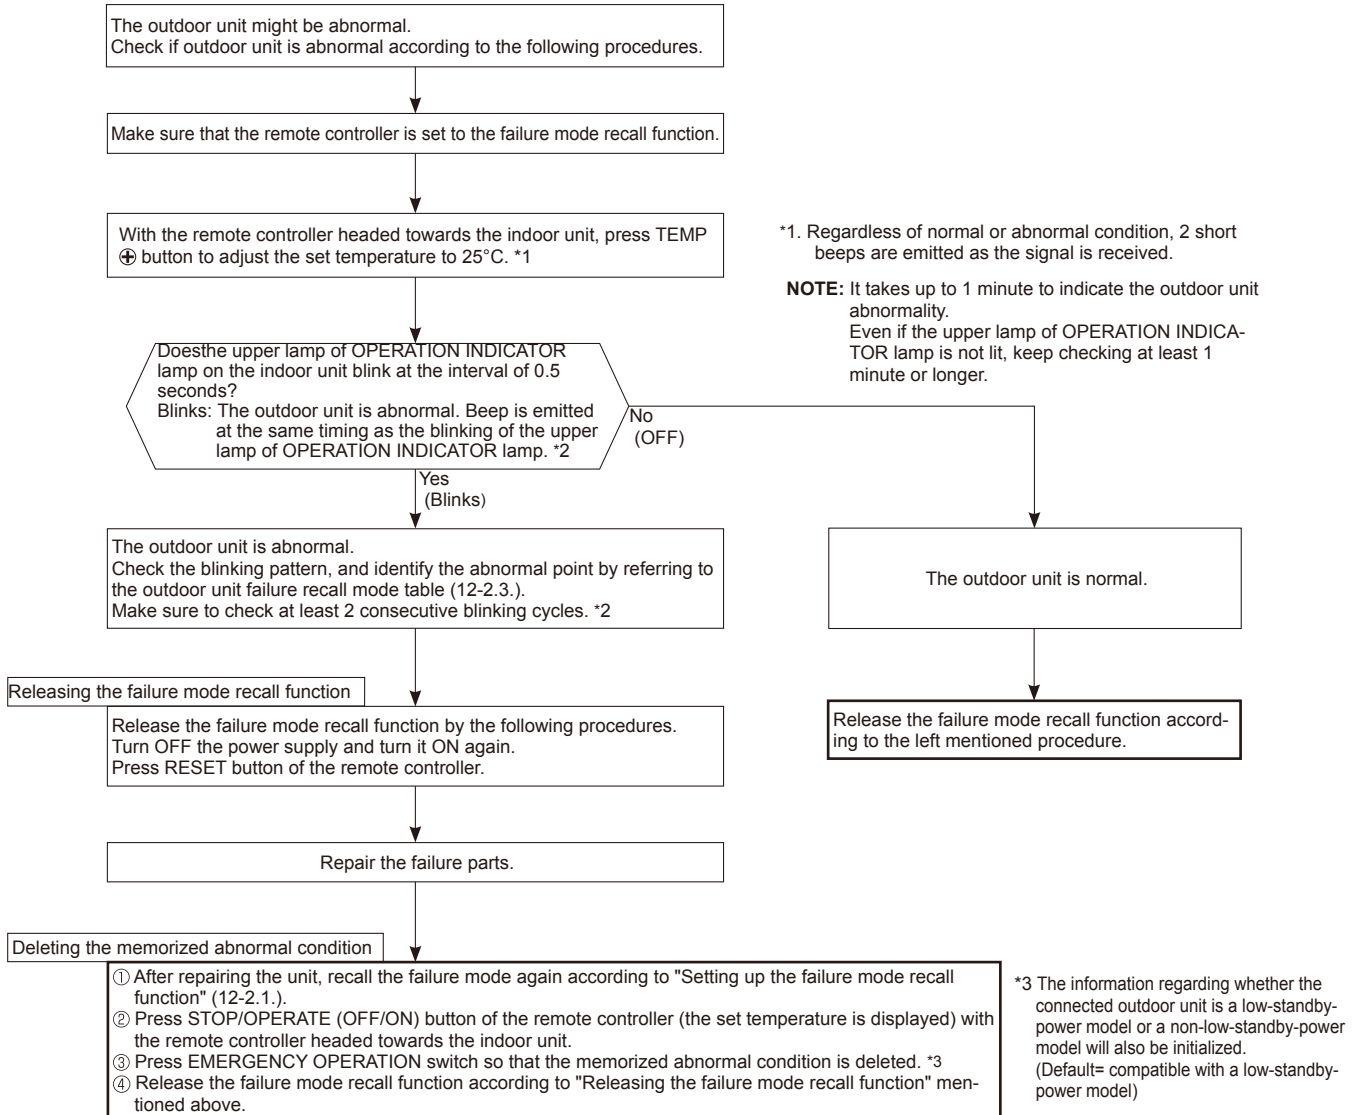 The outdoor unit might be abnormal.
Check if outdoor unit is abnormal according to the following procedures.
Make sure that the remote controller is set to the failure mode recall function.
With the remote controller headed towards the indoor unit, press TEMP
⊕ button to adjust the set temperature to 25°C. *1
*1. Regardless of normal or abnormal condition, 2 short
beeps are emitted as the signal is received.
NOTE: It takes up to 1 minute to indicate the outdoor unit
abnormality.
Even if the upper lamp of OPERATION INDICA-
TOR lamp is not lit, keep checking at least 1
minute or longer.
Doesthe upper lamp of OPERATION INDICATOR
lamp on the indoor unit blink at the interval of 0.5
seconds?
Blinks: The outdoor unit is abnormal. Beep is emitted
at the same timing as the blinking of the upper
lamp of OPERATION INDICATOR lamp. *2
No
(OFF)
Yes
(Blinks)
The outdoor unit is abnormal.
Check the blinking pattern, and identify the abnormal point by referring to
the outdoor unit failure recall mode table (12-2.3.).
Make sure to check at least 2 consecutive blinking cycles. *2
The outdoor unit is normal.
Releasing the failure mode recall function
Release the failure mode recall function by the following procedures.
Turn OFF the power supply and turn it ON again.
Press RESET button of the remote controller.
Release the failure mode recall function accord-
ing to the left mentioned procedure.
Repair the failure parts.
Deleting the memorized abnormal condition
① After repairing the unit, recall the failure mode again according to "Setting up the failure mode recall
function" (12-2.1.).
② Press STOP/OPERATE (OFF/ON) button of the remote controller (the set temperature is displayed) with
the remote controller headed towards the indoor unit.
③ Press EMERGENCY OPERATION switch so that the memorized abnormal condition is deleted. *3
④ Release the failure mode recall function according to "Releasing the failure mode recall function" men-
tioned above.
*3 The information regarding whether the
connected outdoor unit is a low-standby-
power model or a non-low-standby-power
model will also be initialized.
(Default= compatible with a low-standby-
power model)